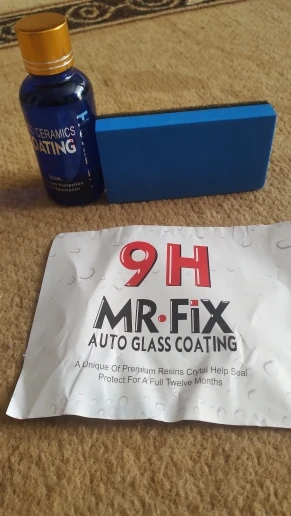 CERAMICS
COATING
9H
MR·FiX
AUTO GLASS COATING
A Unique Of Premium Resins Crytal Help Seal
Protect For A Full Twelve Months